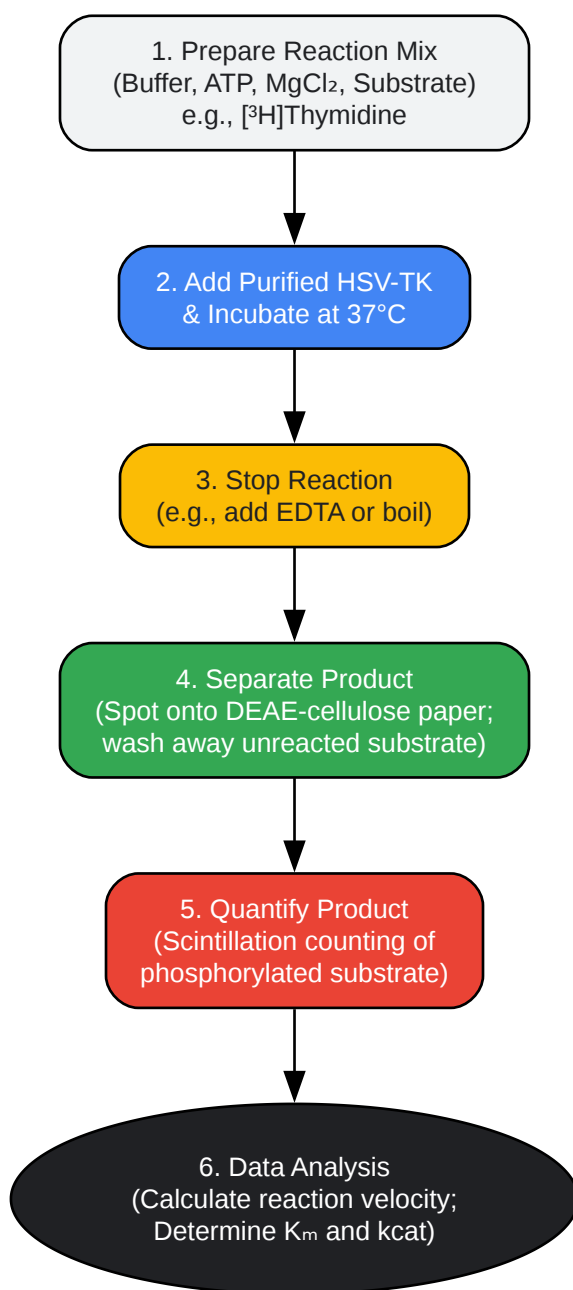 1. Prepare Reaction Mix
(Buffer, ATP, MgCl₂, Substrate)
e.g., [³H]Thymidine
2. Add Purified HSV-TK
& Incubate at 37°C
3. Stop Reaction
(e.g., add EDTA or boil)
4. Separate Product
(Spot onto DEAE-cellulose paper;
wash away unreacted substrate)
5. Quantify Product
(Scintillation counting of
phosphorylated substrate)
6. Data Analysis
(Calculate reaction velocity;
Determine Kₘ and kcat)